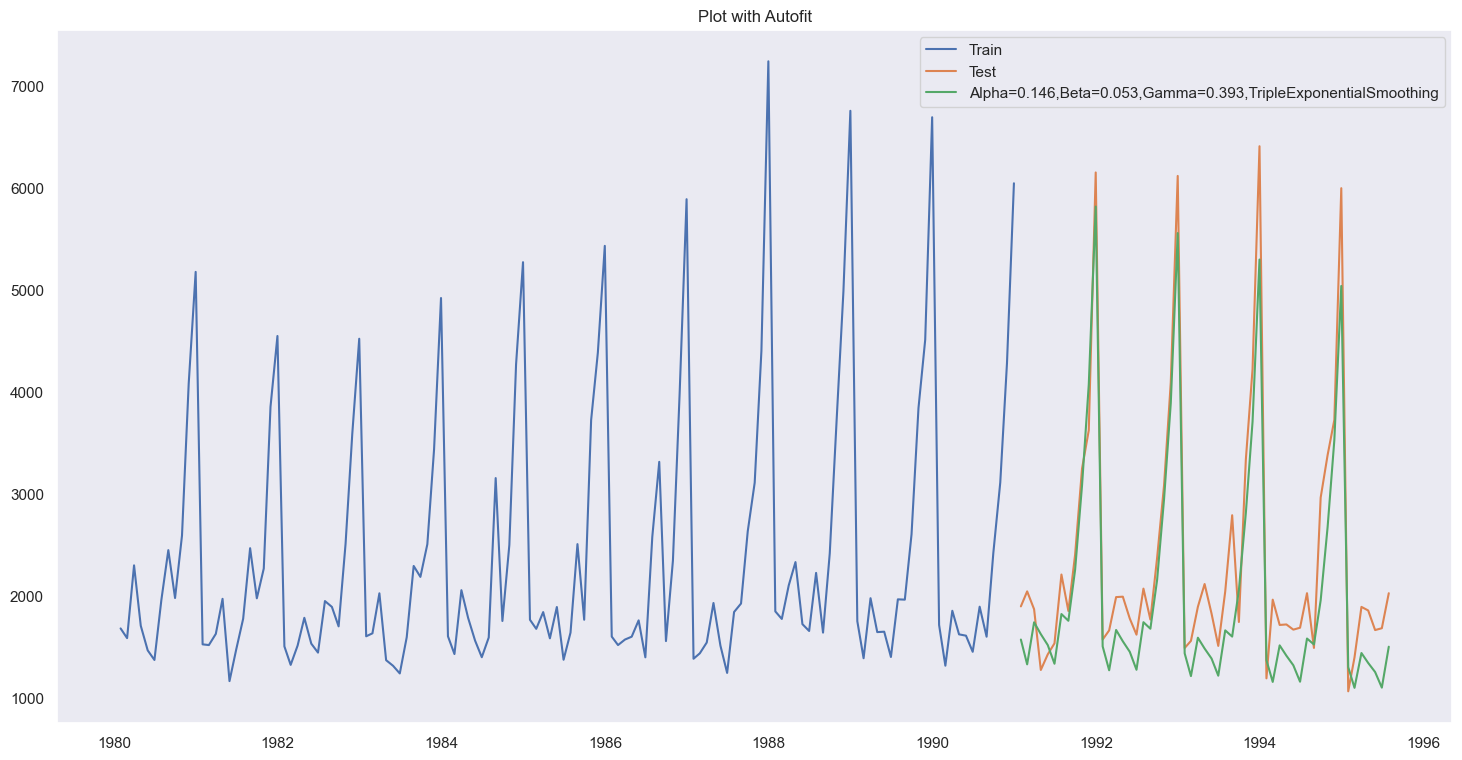 Plot with Autofit
Train
Test
Alpha=0.146,Beta=0.053,Gamma=0.393,TripleExponentialSmoothing
7000
6000
5000
4000
3000
2000
1000
1980 1982 1984 1986 1988 1990 1992 1994 1996